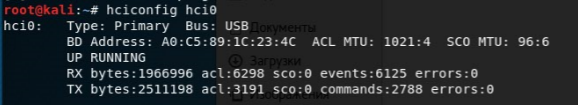 root@kali:~# hciconfig hci0
hci0:   Type: Primary  Bus: USB
        BD Address: A0:C5:89:1C:23:4C  ACL MTU: 1021:4  SCO MTU: 96:6
        UP RUNNING
        RX bytes:1966996 acl:6298 sco:0 events:6125 errors:0
        TX bytes:2511198 acl:3191 sco:0 commands:2788 errors:0
Документы
Загрузки